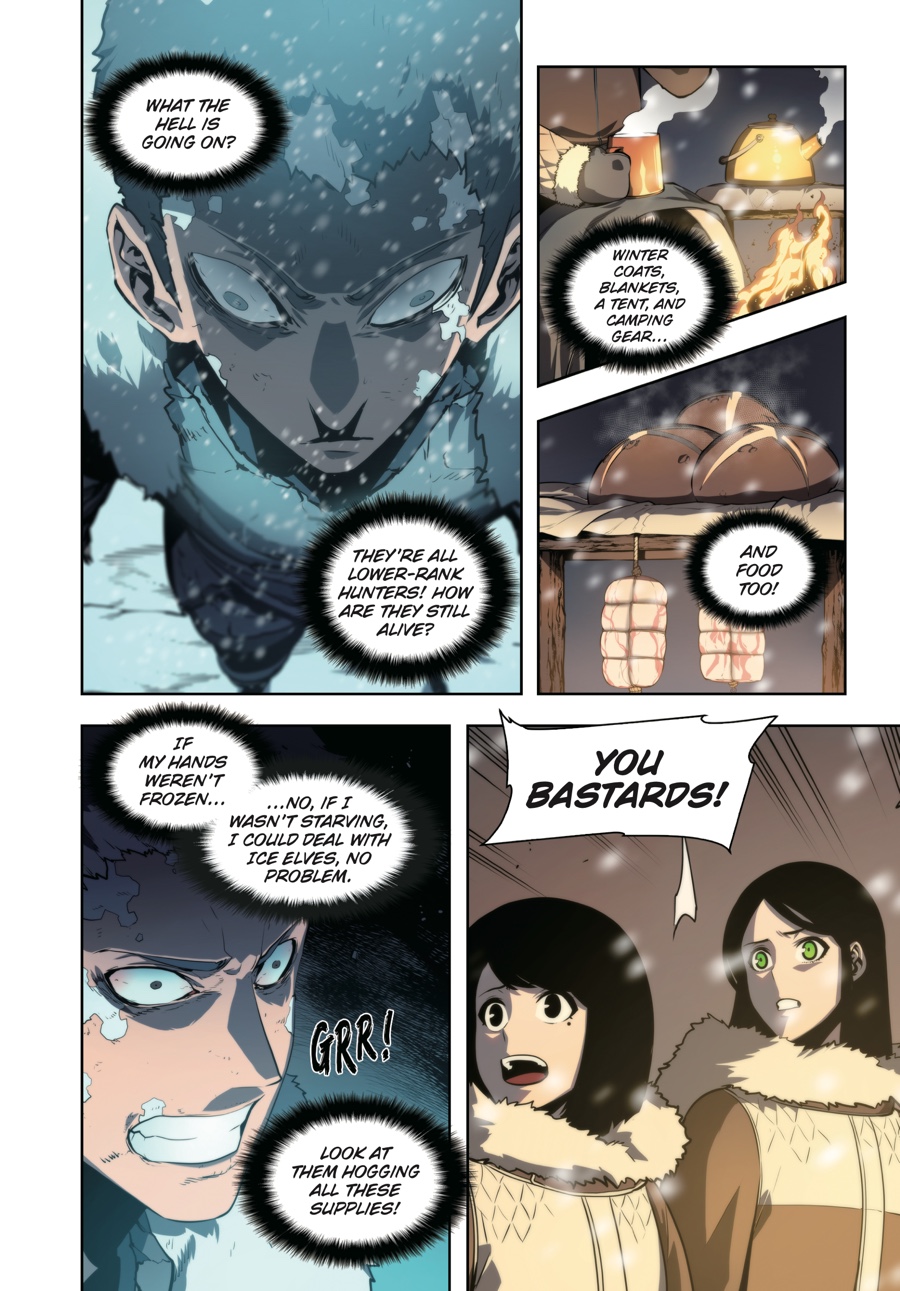 WHAT THE
HELL IS
GOING ON?
THEY'RE ALL
LOWER-RANK
HUNTERS! HOW
ARE THEY STILL
ALIVE?
WINTER
COATS,
BLANKETS,
A TENT, AND
CAMPING
GEAR...
AND
FOOD
TOO!
IF
MY HANDS
WEREN'T
FROZEN...
...NO, IF I
WASN'T STARVING,
I COULD DEAL WITH
ICE ELVES, NO
PROBLEM.
GRR!
LOOK AT
THEM HOGGING
ALL THESE
SUPPLIES!
YOU
BASTARDS!